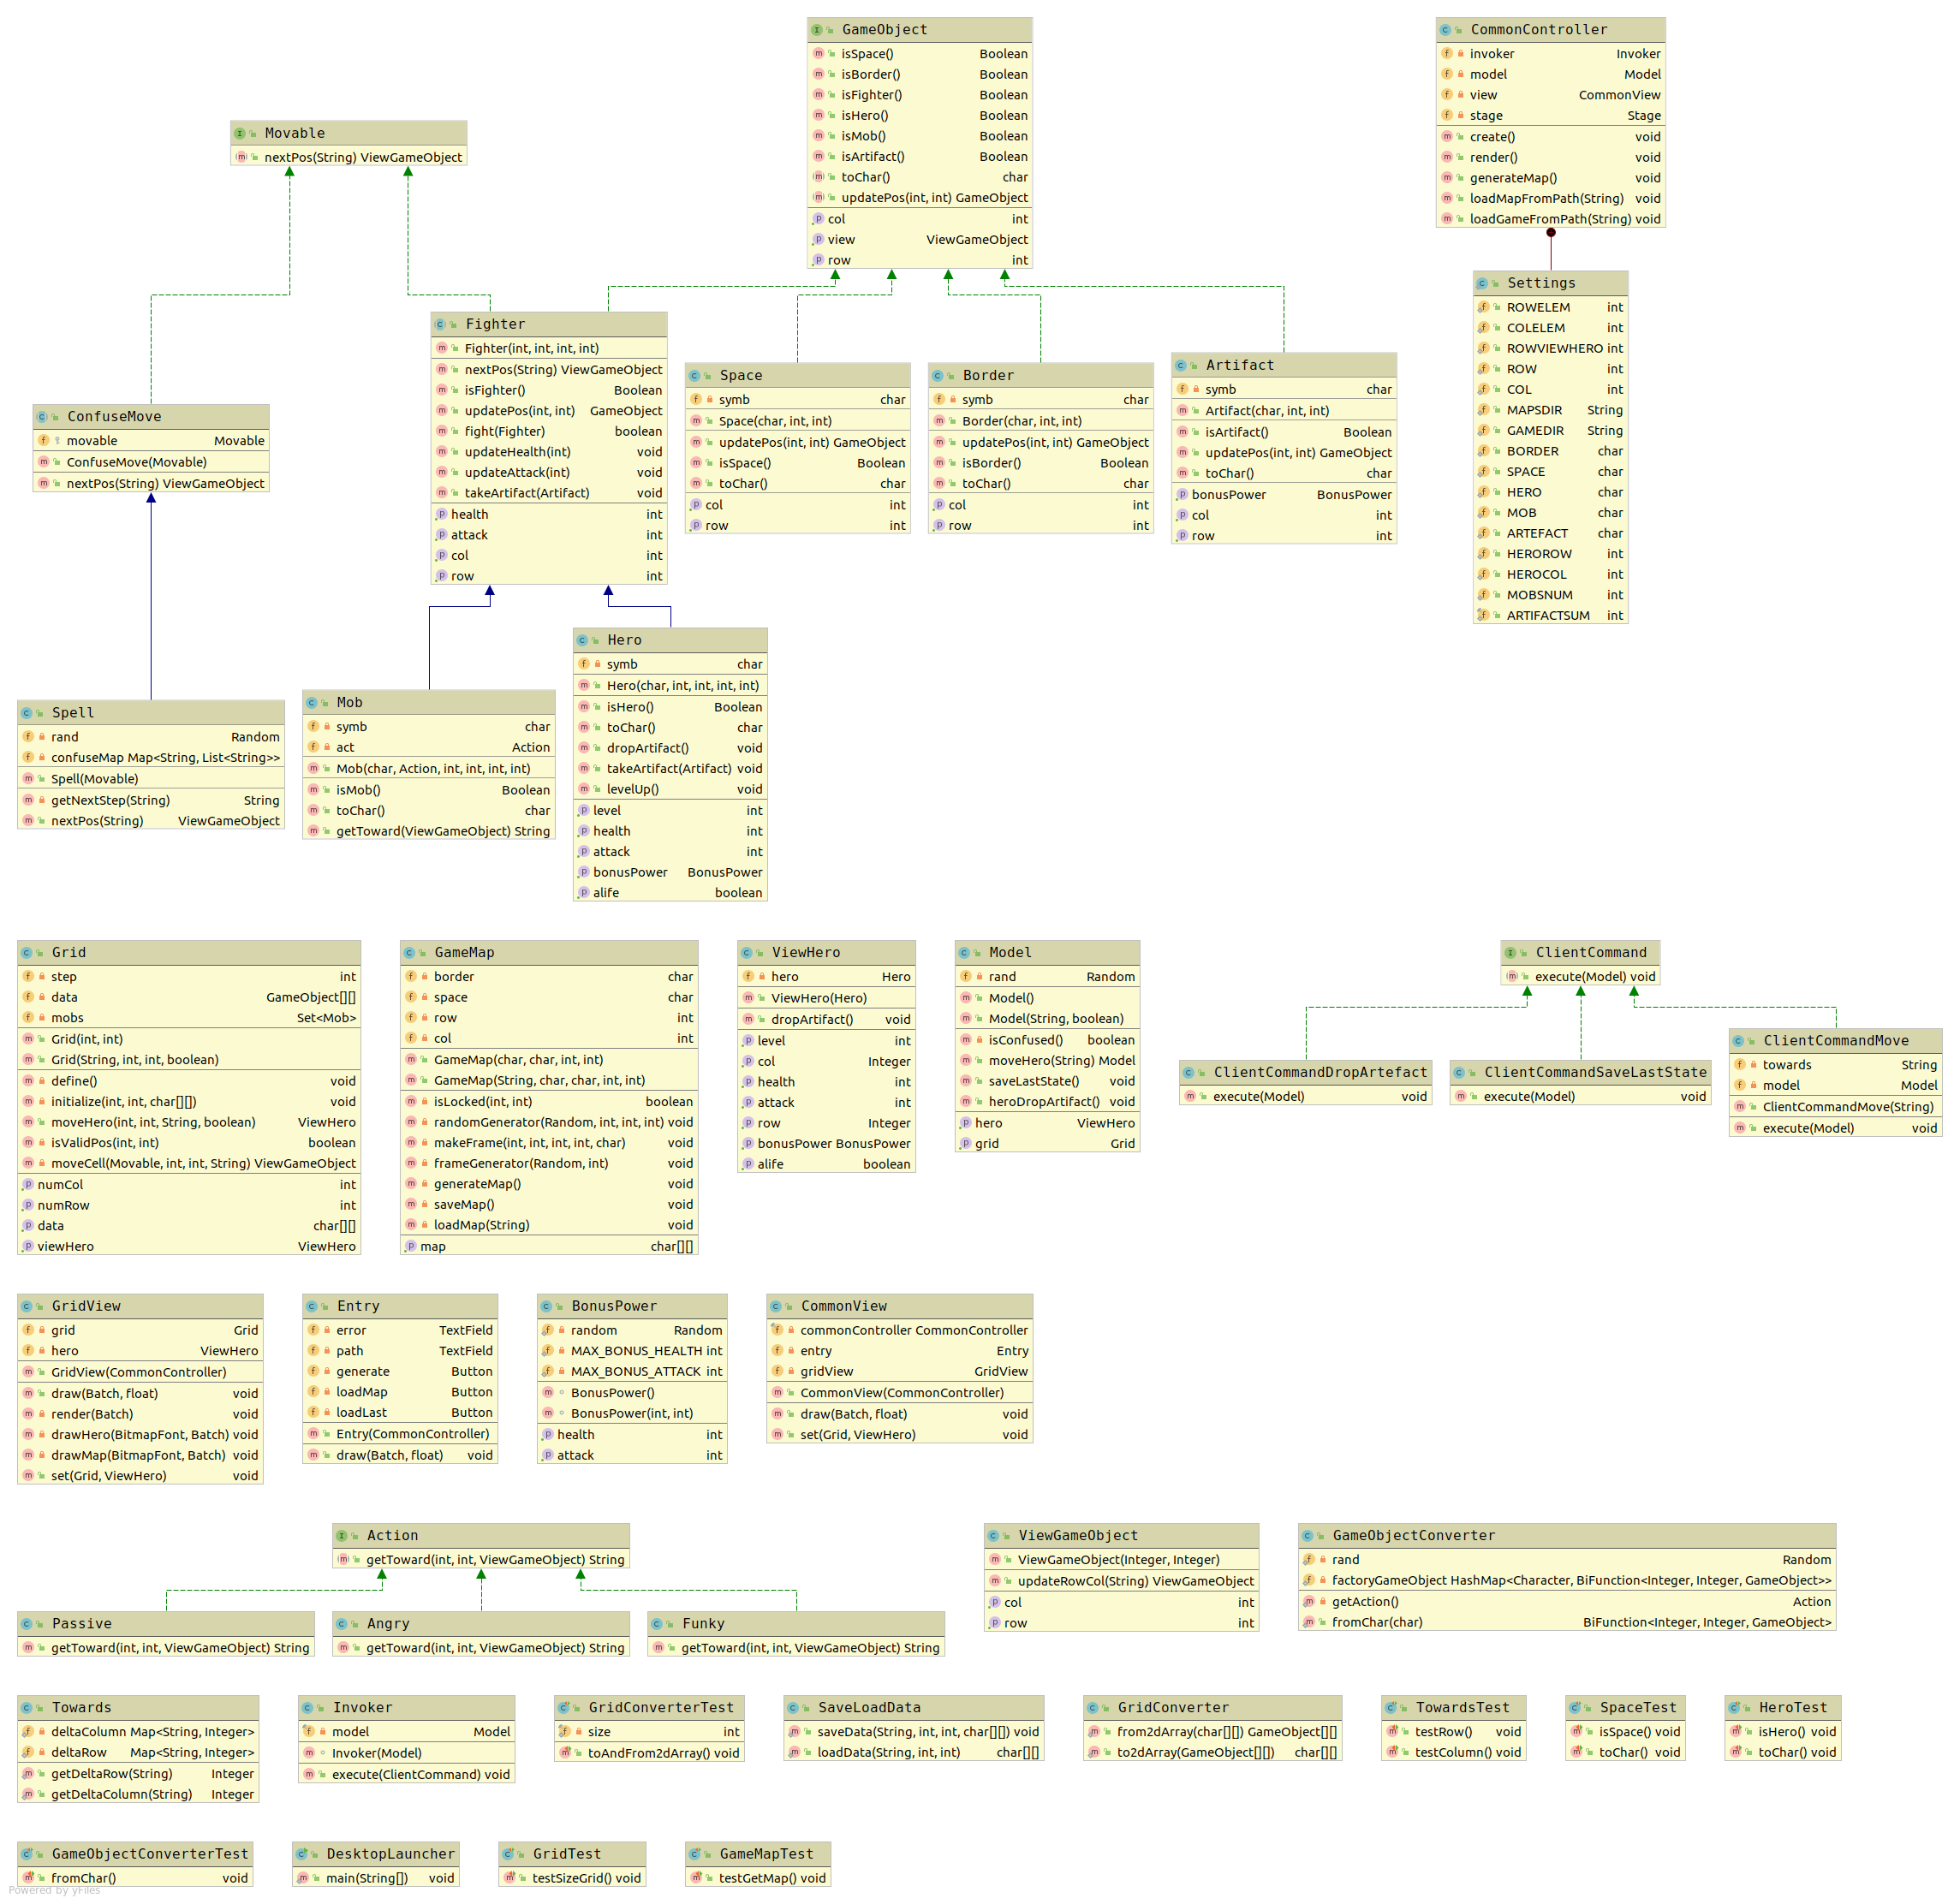 GameObject
isSpace() Boolean
isBorder() Boolean
isFighter() Boolean
isHero() Boolean
isMob() Boolean
isArtifact() Boolean
toChar() char
updatePos(int, int) GameObject
col int
view ViewGameObject
row int
CommonController
invoker Invoker
model Model
view CommonView
stage Stage
create() void
render() void
generateMap() void
loadMapFromPath(String) void
loadGameFromPath(String) void
Movable
nextPos(String) ViewGameObject
Settings
ROWELEM int
COLELEM int
ROWVIEWHERO int
ROW int
COL int
MAPSDIR String
GAMEDIR String
BORDER char
SPACE char
HERO char
MOB char
ARTEFACT char
HEROROW int
HEROCOL int
MOBSNUM int
ARTIFACTSUM int
Fighter
Fighter(int, int, int, int)
nextPos(String) ViewGameObject
isFighter() Boolean
updatePos(int, int) GameObject
fight(Fighter) boolean
updateHealth(int) void
updateAttack(int) void
takeArtifact(Artifact) void
health int
attack int
col int
row int
Space
symb char
Space(char, int, int)
updatePos(int, int) GameObject
isSpace() Boolean
toChar() char
col int
row int
Border
symb char
Border(char, int, int)
updatePos(int, int) GameObject
isBorder() Boolean
toChar() char
col int
row int
Artifact
symb char
Artifact(char, int, int)
isArtifact() Boolean
updatePos(int, int) GameObject
toChar() char
bonusPower BonusPower
col int
row int
ConfuseMove
movable Movable
ConfuseMove(Movable)
nextPos(String) ViewGameObject
Spell
rand Random
confuseMap Map<String, List<String>>
Spell(Movable)
getNextStep(String) String
nextPos(String) ViewGameObject
Mob
symb char
act Action
Mob(char, Action, int, int, int, int)
isMob() Boolean
toChar() char
getToward(ViewGameObject) String
Hero
symb char
Hero(char, int, int, int, int)
isHero() Boolean
toChar() char
dropArtifact() void
takeArtifact(Artifact) void
levelUp() void
level int
health int
attack int
bonusPower BonusPower
alife boolean
Grid
step int
data GameObject[][]
mobs Set<Mob>
Grid(int, int)
Grid(String, int, int, boolean)
define() void
initialize(int, int, char[][]) void
moveHero(int, int, String, boolean) ViewHero
isValidPos(int, int) boolean
moveCell(Movable, int, int, String) ViewGameObject
numCol int
numRow int
data char[][]
viewHero ViewHero
GameMap
border char
space char
row int
col int
GameMap(char, char, int, int)
GameMap(String, char, char, int, int)
isLocked(int, int) boolean
randomGenerator(Random, int, int, int) void
makeFrame(int, int, int, int, char) void
frameGenerator(Random, int) void
generateMap() void
saveMap() void
loadMap(String) void
map char[][]
ViewHero
hero Hero
ViewHero(Hero)
dropArtifact() void
level int
col Integer
health int
attack int
row Integer
bonusPower BonusPower
alife boolean
Model
rand Random
Model()
Model(String, boolean)
isConfused() boolean
moveHero(String) Model
saveLastState() void
heroDropArtifact() void
hero ViewHero
grid Grid
ClientCommand
execute(Model) void
ClientCommandDropArtefact
execute(Model) void
ClientCommandSaveLastState
execute(Model) void
ClientCommandMove
towards String
model Model
ClientCommandMove(String)
execute(Model) void
GridView
grid Grid
hero ViewHero
GridView(CommonController)
draw(Batch, float) void
render(Batch) void
drawHero(BitmapFont, Batch) void
drawMap(BitmapFont, Batch) void
set(Grid, ViewHero) void
Entry
error TextField
path TextField
generate Button
loadMap Button
loadLast Button
Entry(CommonController)
draw(Batch, float) void
BonusPower
random Random
MAX_BONUS_HEALTH int
MAX_BONUS_ATTACK int
BonusPower()
BonusPower(int, int)
health int
attack int
CommonView
commonController CommonController
entry Entry
gridView GridView
CommonView(CommonController)
draw(Batch, float) void
set(Grid, ViewHero) void
Action
getToward(int, int, ViewGameObject) String
ViewGameObject
ViewGameObject(Integer, Integer)
updateRowCol(String) ViewGameObject
col int
row int
GameObjectConverter
rand Random
factoryGameObject HashMap<Character, BiFunction<Integer, Integer, GameObject>>
getAction() Action
fromChar(char) BiFunction<Integer, Integer, GameObject>
Passive
getToward(int, int, ViewGameObject) String
Angry
getToward(int, int, ViewGameObject) String
Funky
getToward(int, int, ViewGameObject) String
Towards
deltaColumn Map<String, Integer>
deltaRow Map<String, Integer>
getDeltaRow(String) Integer
getDeltaColumn(String) Integer
Invoker
model Model
Invoker(Model)
execute(ClientCommand) void
GridConverterTest
size int
toAndFrom2dArray() void
SaveLoadData
saveData(String, int, int, char[][]) void
loadData(String, int, int) char[][]
GridConverter
from2dArray(char[][]) GameObject[][]
to2dArray(GameObject[][]) char[][]
TowardsTest
testRow() void
testColumn() void
SpaceTest
isSpace() void
toChar() void
HeroTest
isHero() void
toChar() void
GameObjectConverterTest
fromChar() void
DesktopLauncher
main(String[]) void
GridTest
testSizeGrid() void
GameMapTest
testGetMap() void
Powered by yFiles